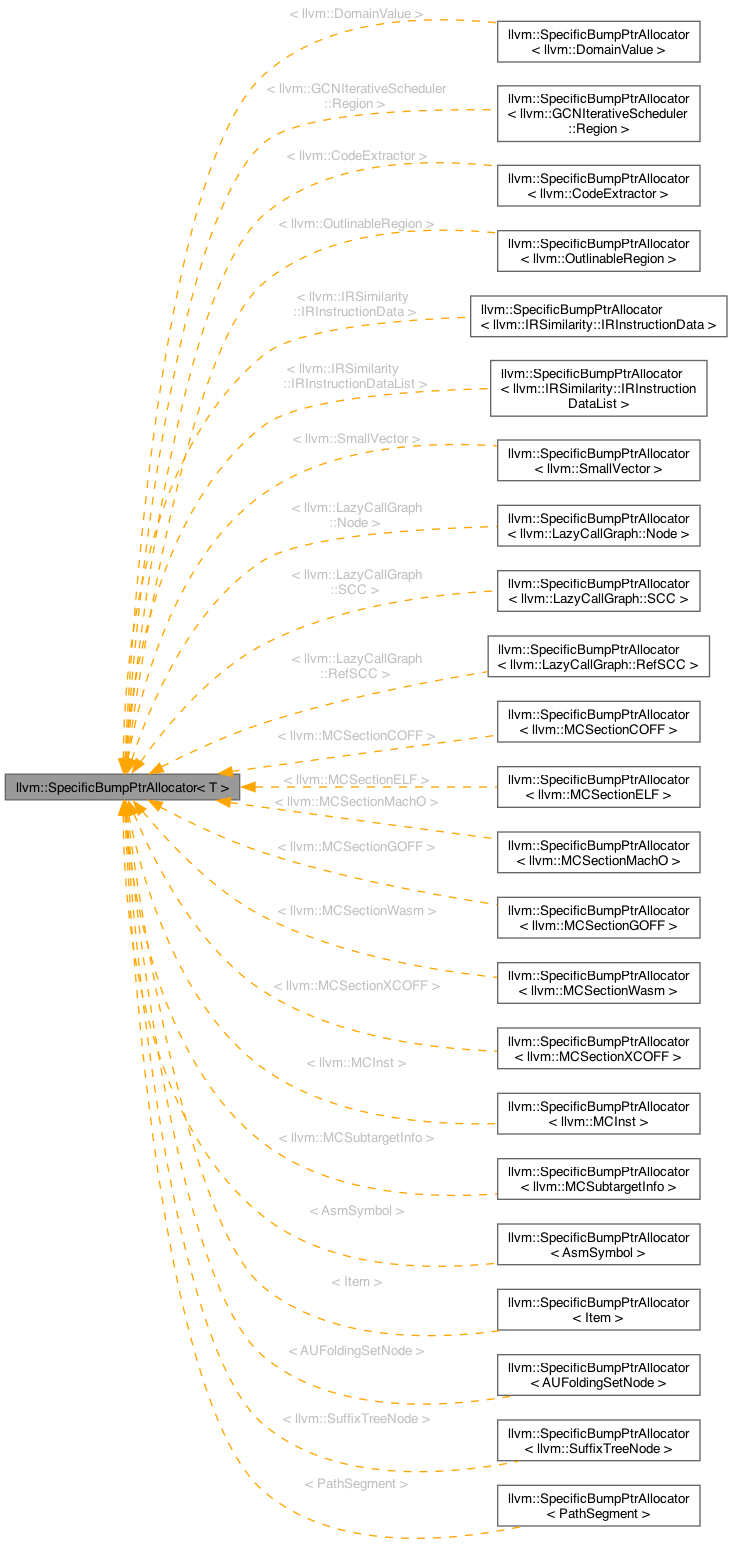 < llvm::DomainValue >
llvm::SpecificBumpPtrAllocator
< llvm::DomainValue >
< llvm::GCNIterativeScheduler
::Region >
llvm::SpecificBumpPtrAllocator
< llvm::GCNIterativeScheduler
::Region >
< llvm::CodeExtractor >
llvm::SpecificBumpPtrAllocator
< llvm::CodeExtractor >
< llvm::OutlinableRegion >
llvm::SpecificBumpPtrAllocator
< llvm::OutlinableRegion >
< llvm::IRSimilarity
::IRInstructionData >
llvm::SpecificBumpPtrAllocator
< llvm::IRSimilarity::IRInstructionData >
< llvm::IRSimilarity
::IRInstructionDataList >
llvm::SpecificBumpPtrAllocator
< llvm::IRSimilarity::IRInstruction
DataList >
< llvm::SmallVector >
llvm::SpecificBumpPtrAllocator
< llvm::SmallVector >
< llvm::LazyCallGraph
::Node >
llvm::SpecificBumpPtrAllocator
< llvm::LazyCallGraph::Node >
< llvm::LazyCallGraph
::SCC >
llvm::SpecificBumpPtrAllocator
< llvm::LazyCallGraph::SCC >
< llvm::LazyCallGraph
::RefSCC >
llvm::SpecificBumpPtrAllocator
< llvm::LazyCallGraph::RefSCC >
< llvm::MCSectionCOFF >
llvm::SpecificBumpPtrAllocator
< llvm::MCSectionCOFF >
llvm::SpecificBumpPtrAllocator< T >
< llvm::MCSectionELF >
llvm::SpecificBumpPtrAllocator
< llvm::MCSectionELF >
< llvm::MCSectionMachO >
llvm::SpecificBumpPtrAllocator
< llvm::MCSectionMachO >
< llvm::MCSectionGOFF >
llvm::SpecificBumpPtrAllocator
< llvm::MCSectionGOFF >
< llvm::MCSectionWasm >
llvm::SpecificBumpPtrAllocator
< llvm::MCSectionWasm >
< llvm::MCSectionXCOFF >
llvm::SpecificBumpPtrAllocator
< llvm::MCSectionXCOFF >
< llvm::MCInst >
llvm::SpecificBumpPtrAllocator
< llvm::MCInst >
< llvm::MCSubtargetInfo >
llvm::SpecificBumpPtrAllocator
< llvm::MCSubtargetInfo >
< AsmSymbol >
llvm::SpecificBumpPtrAllocator
< AsmSymbol >
< Item >
llvm::SpecificBumpPtrAllocator
< Item >
< AUFoldingSetNode >
llvm::SpecificBumpPtrAllocator
< AUFoldingSetNode >
< llvm::SuffixTreeNode >
llvm::SpecificBumpPtrAllocator
< llvm::SuffixTreeNode >
< PathSegment >
llvm::SpecificBumpPtrAllocator
< PathSegment >